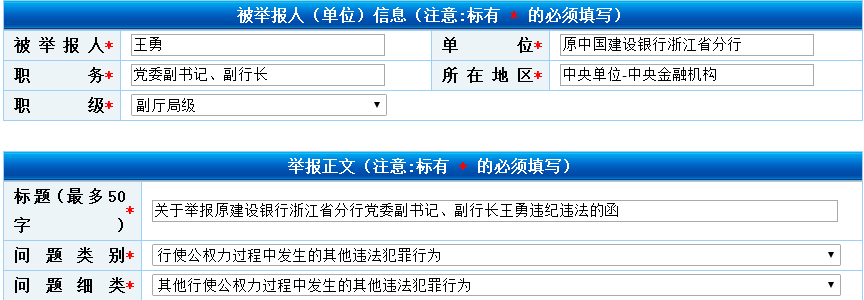 被举报人（单位）信息（注意:标有 * 的必须填写）
被举报人* 王勇 单位* 原中国建设银行浙江省分行
职务* 党委副书记、副行长 所在地区* 中央单位-中央金融机构
职级* 副厅局级
举报正文（注意:标有 * 的必须填写）
标题（最多50字）* 关于举报原建设银行浙江省分行党委副书记、副行长王勇违纪违法的函
问题类别* 行使公权力过程中发生的其他违法犯罪行为
问题细类* 其他行使公权力过程中发生的其他违法犯罪行为